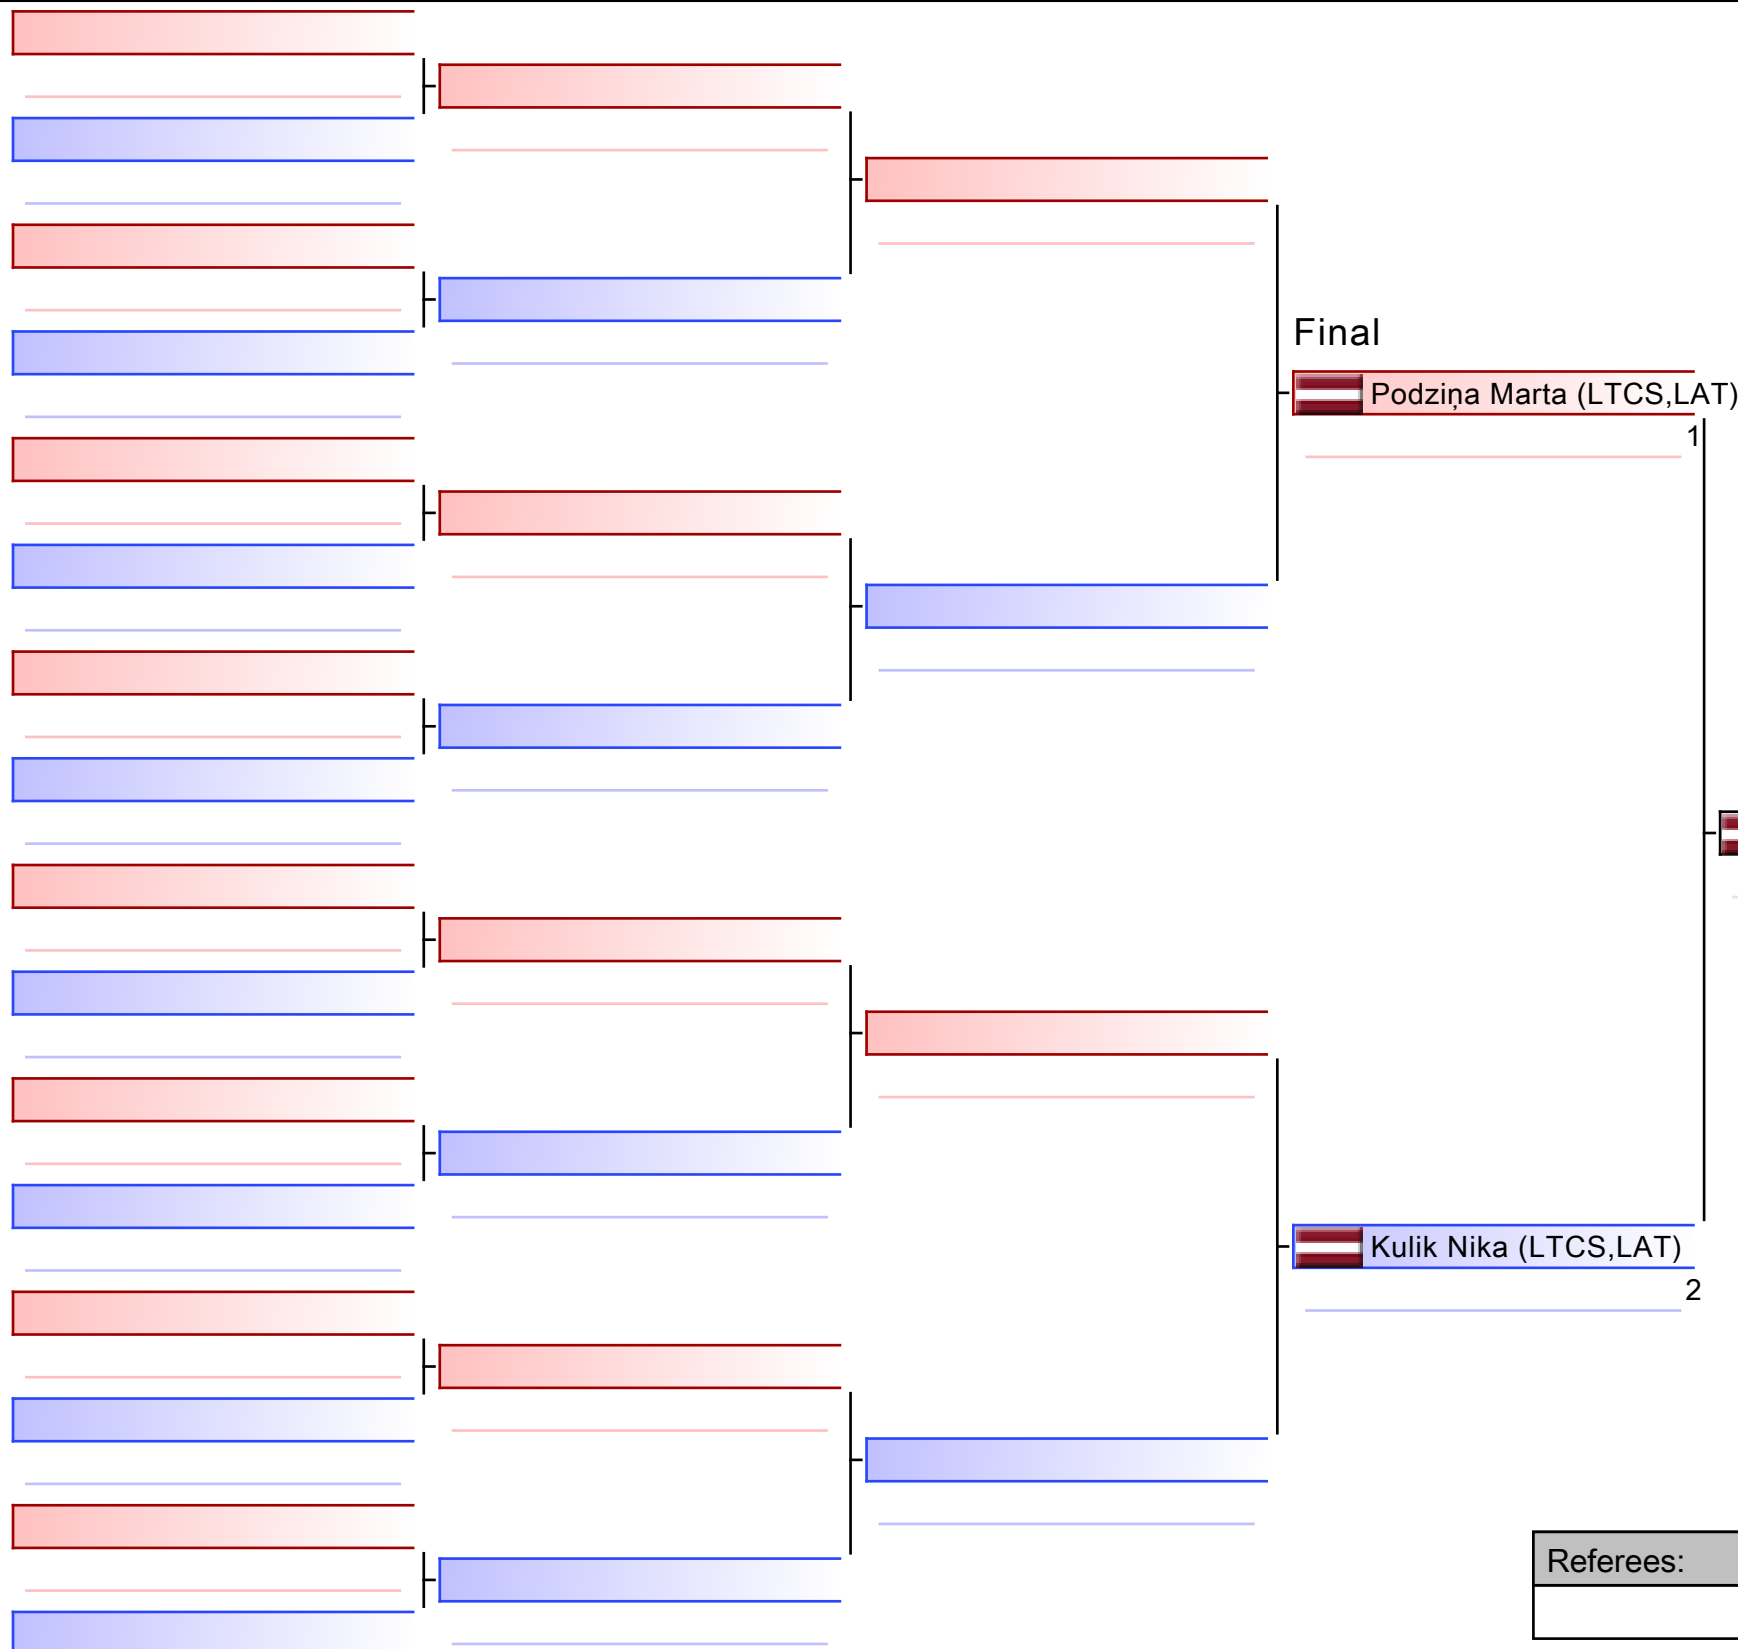 Final
Podziņa Marta (LTCS,LAT)
1
Kulik Nika (LTCS,LAT)
2
Referees: